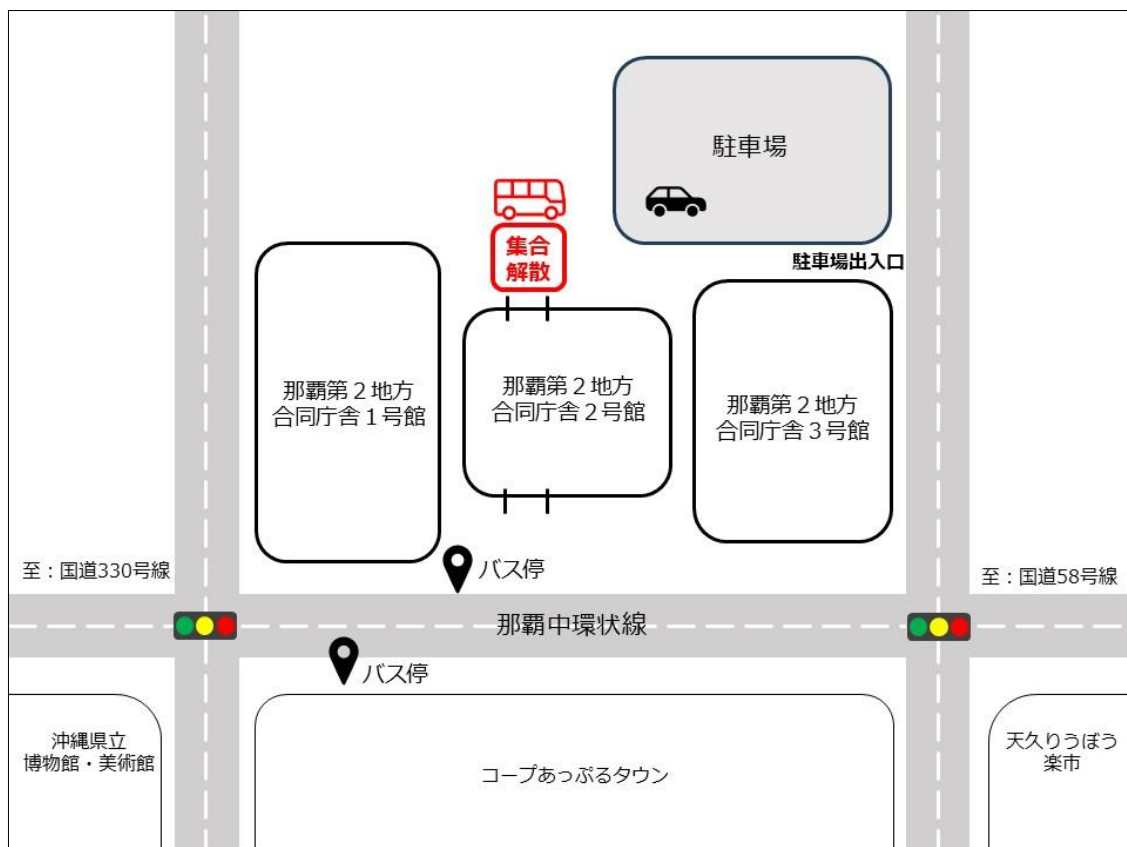 駐車場
集合
解散
駐車場出入口
那覇第２地方
合同庁舎１号館
那覇第２地方
合同庁舎２号館
那覇第２地方
合同庁舎３号館
至：国道330号線
バス停
至：国道58号線
那覇中環状線
バス停
沖縄県立
博物館・美術館
コープあっぷるタウン
天久りうぼう
楽市